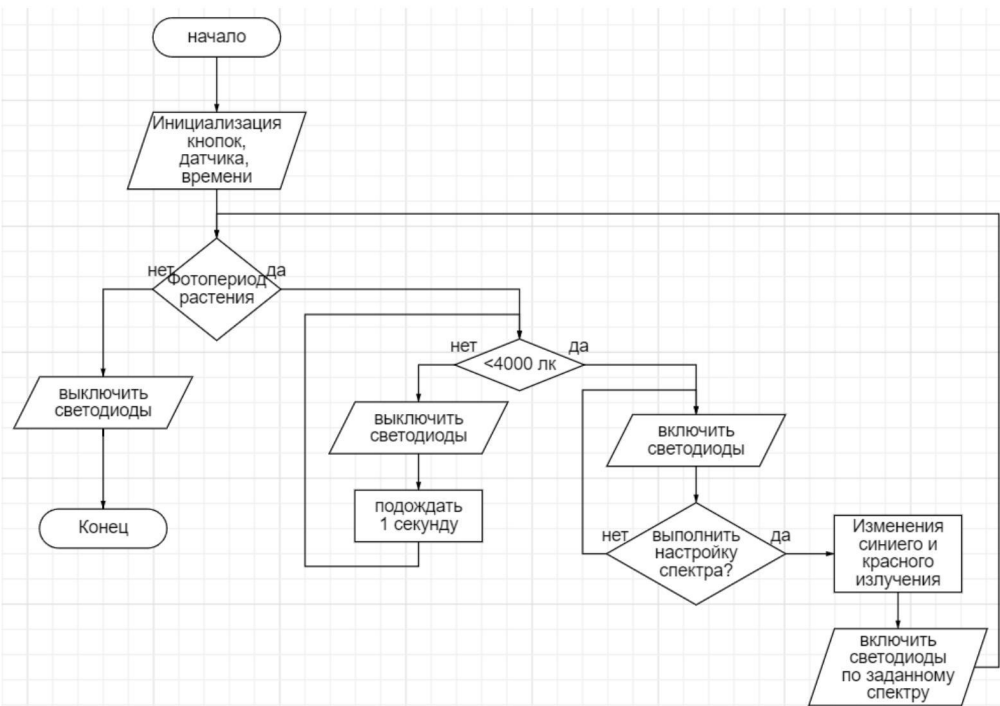 начало
Инициализация
кнопок,
датчика,
времени
нет
да
Фотопериод
растения
нет
да
<4000 лк
выключить
светодиоды
выключить
светодиоды
включить
светодиоды
подождать
1 секунду
Конец
нет
да
выполнить
настройку
спектра?
Изменения
синиего и
красного
излучения
включить
светодиоды
по заданному
спектру